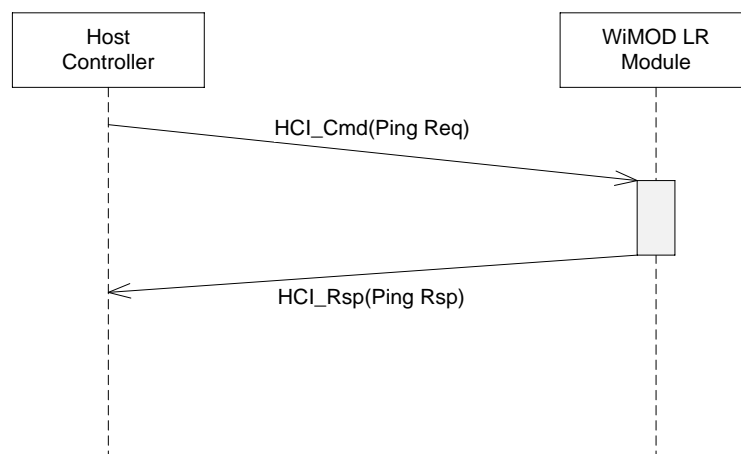 Host
Controller
WiMOD LR
Module
HCI_Cmd(Ping Req)
HCI_Rsp(Ping Rsp)